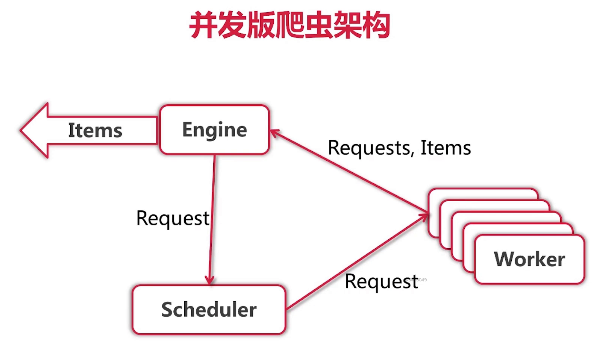 并发版爬虫架构
Items
Engine
Requests, Items
Request
Worker
Request
Scheduler